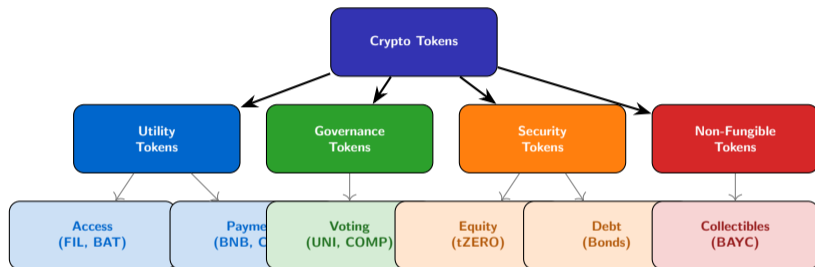 Crypto Tokens
Utility
Tokens
Governance
Tokens
Security
Tokens
Non-Fungible
Tokens
Access
(FIL, BAT)
Voting
(UNI, COMP)
Equity
(tZERO)
Debt
(Bonds)
Collectibles
(BAYC)
(BNB,